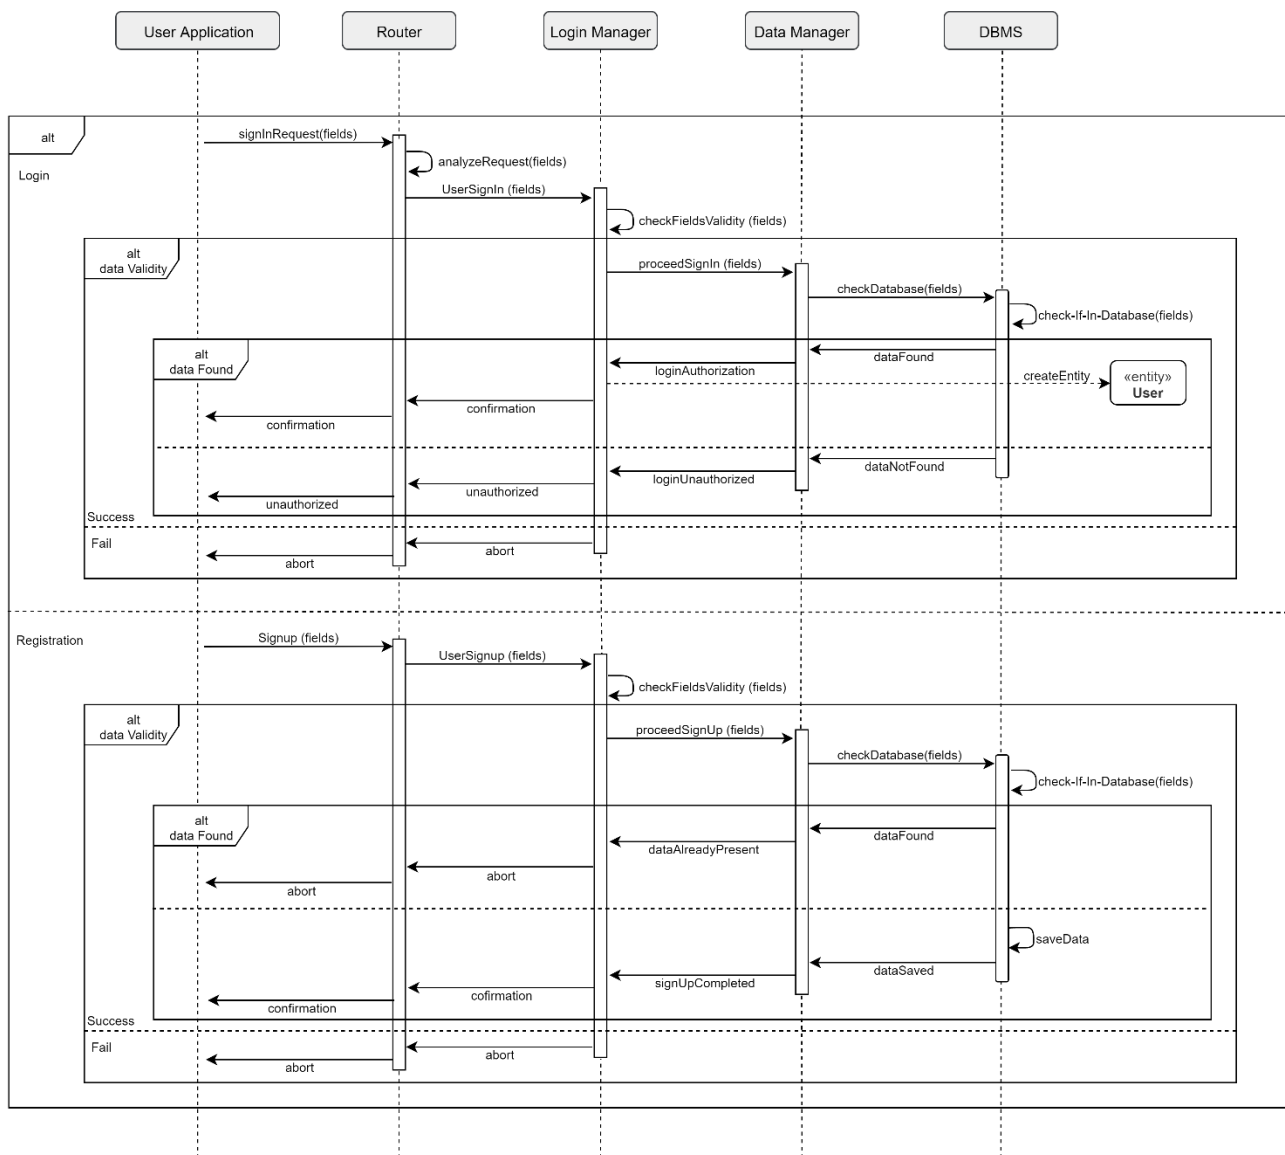 User Application
Router
Login Manager
Data Manager
DBMS
alt
Login
signInRequest(fields)
analyzeRequest(fields)
UserSignIn (fields)
checkFieldsValidity (fields)
alt
data Validity
proceedSignIn (fields)
checkDatabase(fields)
check-If-In-Database(fields)
alt
data Found
dataFound
loginAuthorization
createEntity
«entity»
User
confirmation
confirmation
dataNotFound
loginUnauthorized
unauthorized
unauthorized
Success
Fail
abort
abort
Registration
Signup (fields)
UserSignup (fields)
checkFieldsValidity (fields)
alt
data Validity
proceedSignUp (fields)
checkDatabase(fields)
check-If-In-Database(fields)
alt
data Found
dataFound
dataAlreadyPresent
abort
abort
saveData
dataSaved
signUpCompleted
cofirmation
confirmation
Success
Fail
abort
abort